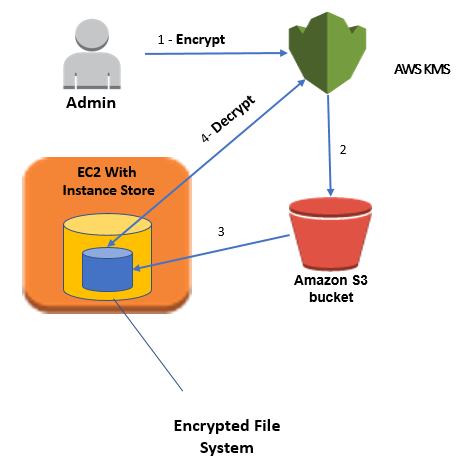 1 - Encrypt
AWS KMS
Admin
4- Decrypt
2
EC2 With
Instance Store
3
Amazon S3
bucket
Encrypted File
System